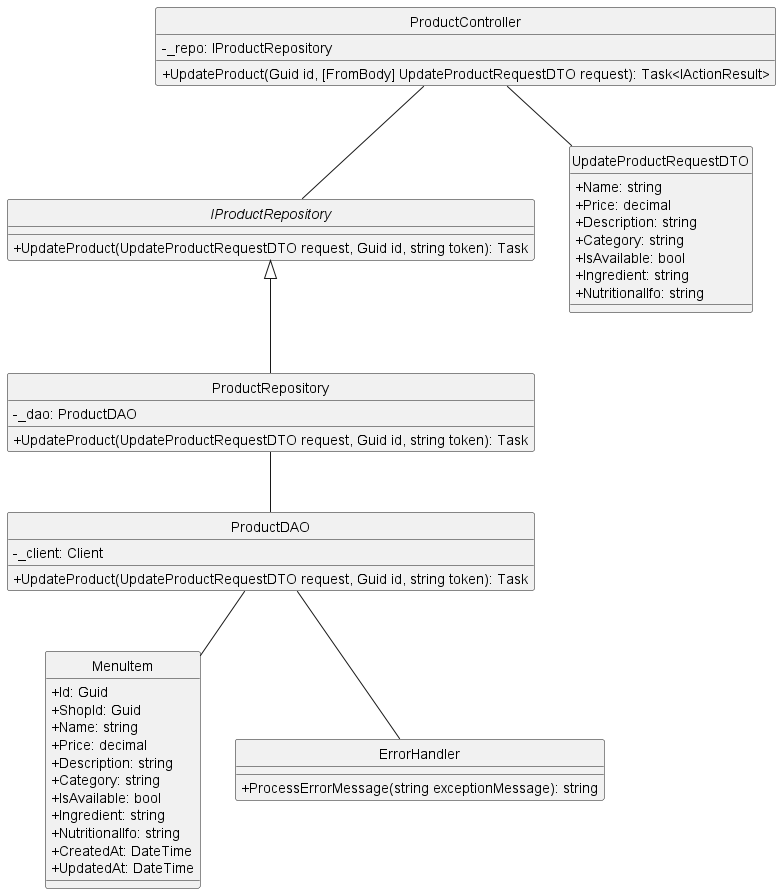 ProductController
-_repo: IProductRepository
+UpdateProduct(Guid id, [FromBody] UpdateProductRequestDTO request): Task<IActionResult>
UpdateProductRequestDTO
+Name: string
+Price: decimal
+Description: string
+Category: string
+IsAvailable: bool
+Ingredient: string
+NutritionalIfo: string
IProductRepository
+UpdateProduct(UpdateProductRequestDTO request, Guid id, string token): Task
ProductRepository
-_dao: ProductDAO
+UpdateProduct(UpdateProductRequestDTO request, Guid id, string token): Task
ProductDAO
-_client: Client
+UpdateProduct(UpdateProductRequestDTO request, Guid id, string token): Task
MenuItem
+Id: Guid
+ShopId: Guid
+Name: string
+Price: decimal
+Description: string
+Category: string
+IsAvailable: bool
+Ingredient: string
+NutritionalIfo: string
+CreatedAt: DateTime
+UpdatedAt: DateTime
ErrorHandler
+ProcessErrorMessage(string exceptionMessage): string